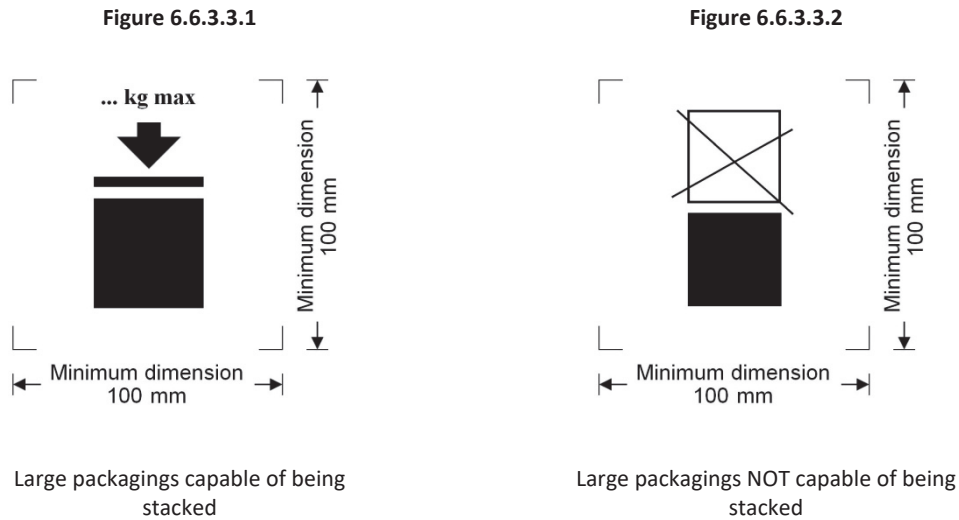 Figure 6.6.3.3.1
... kg max
Minimum dimension
100 mm
Minimum dimension
100 mm
Large packagings capable of being
stacked
Figure 6.6.3.3.2
Minimum dimension
100 mm
Minimum dimension
100 mm
Large packagings NOT capable of being
stacked